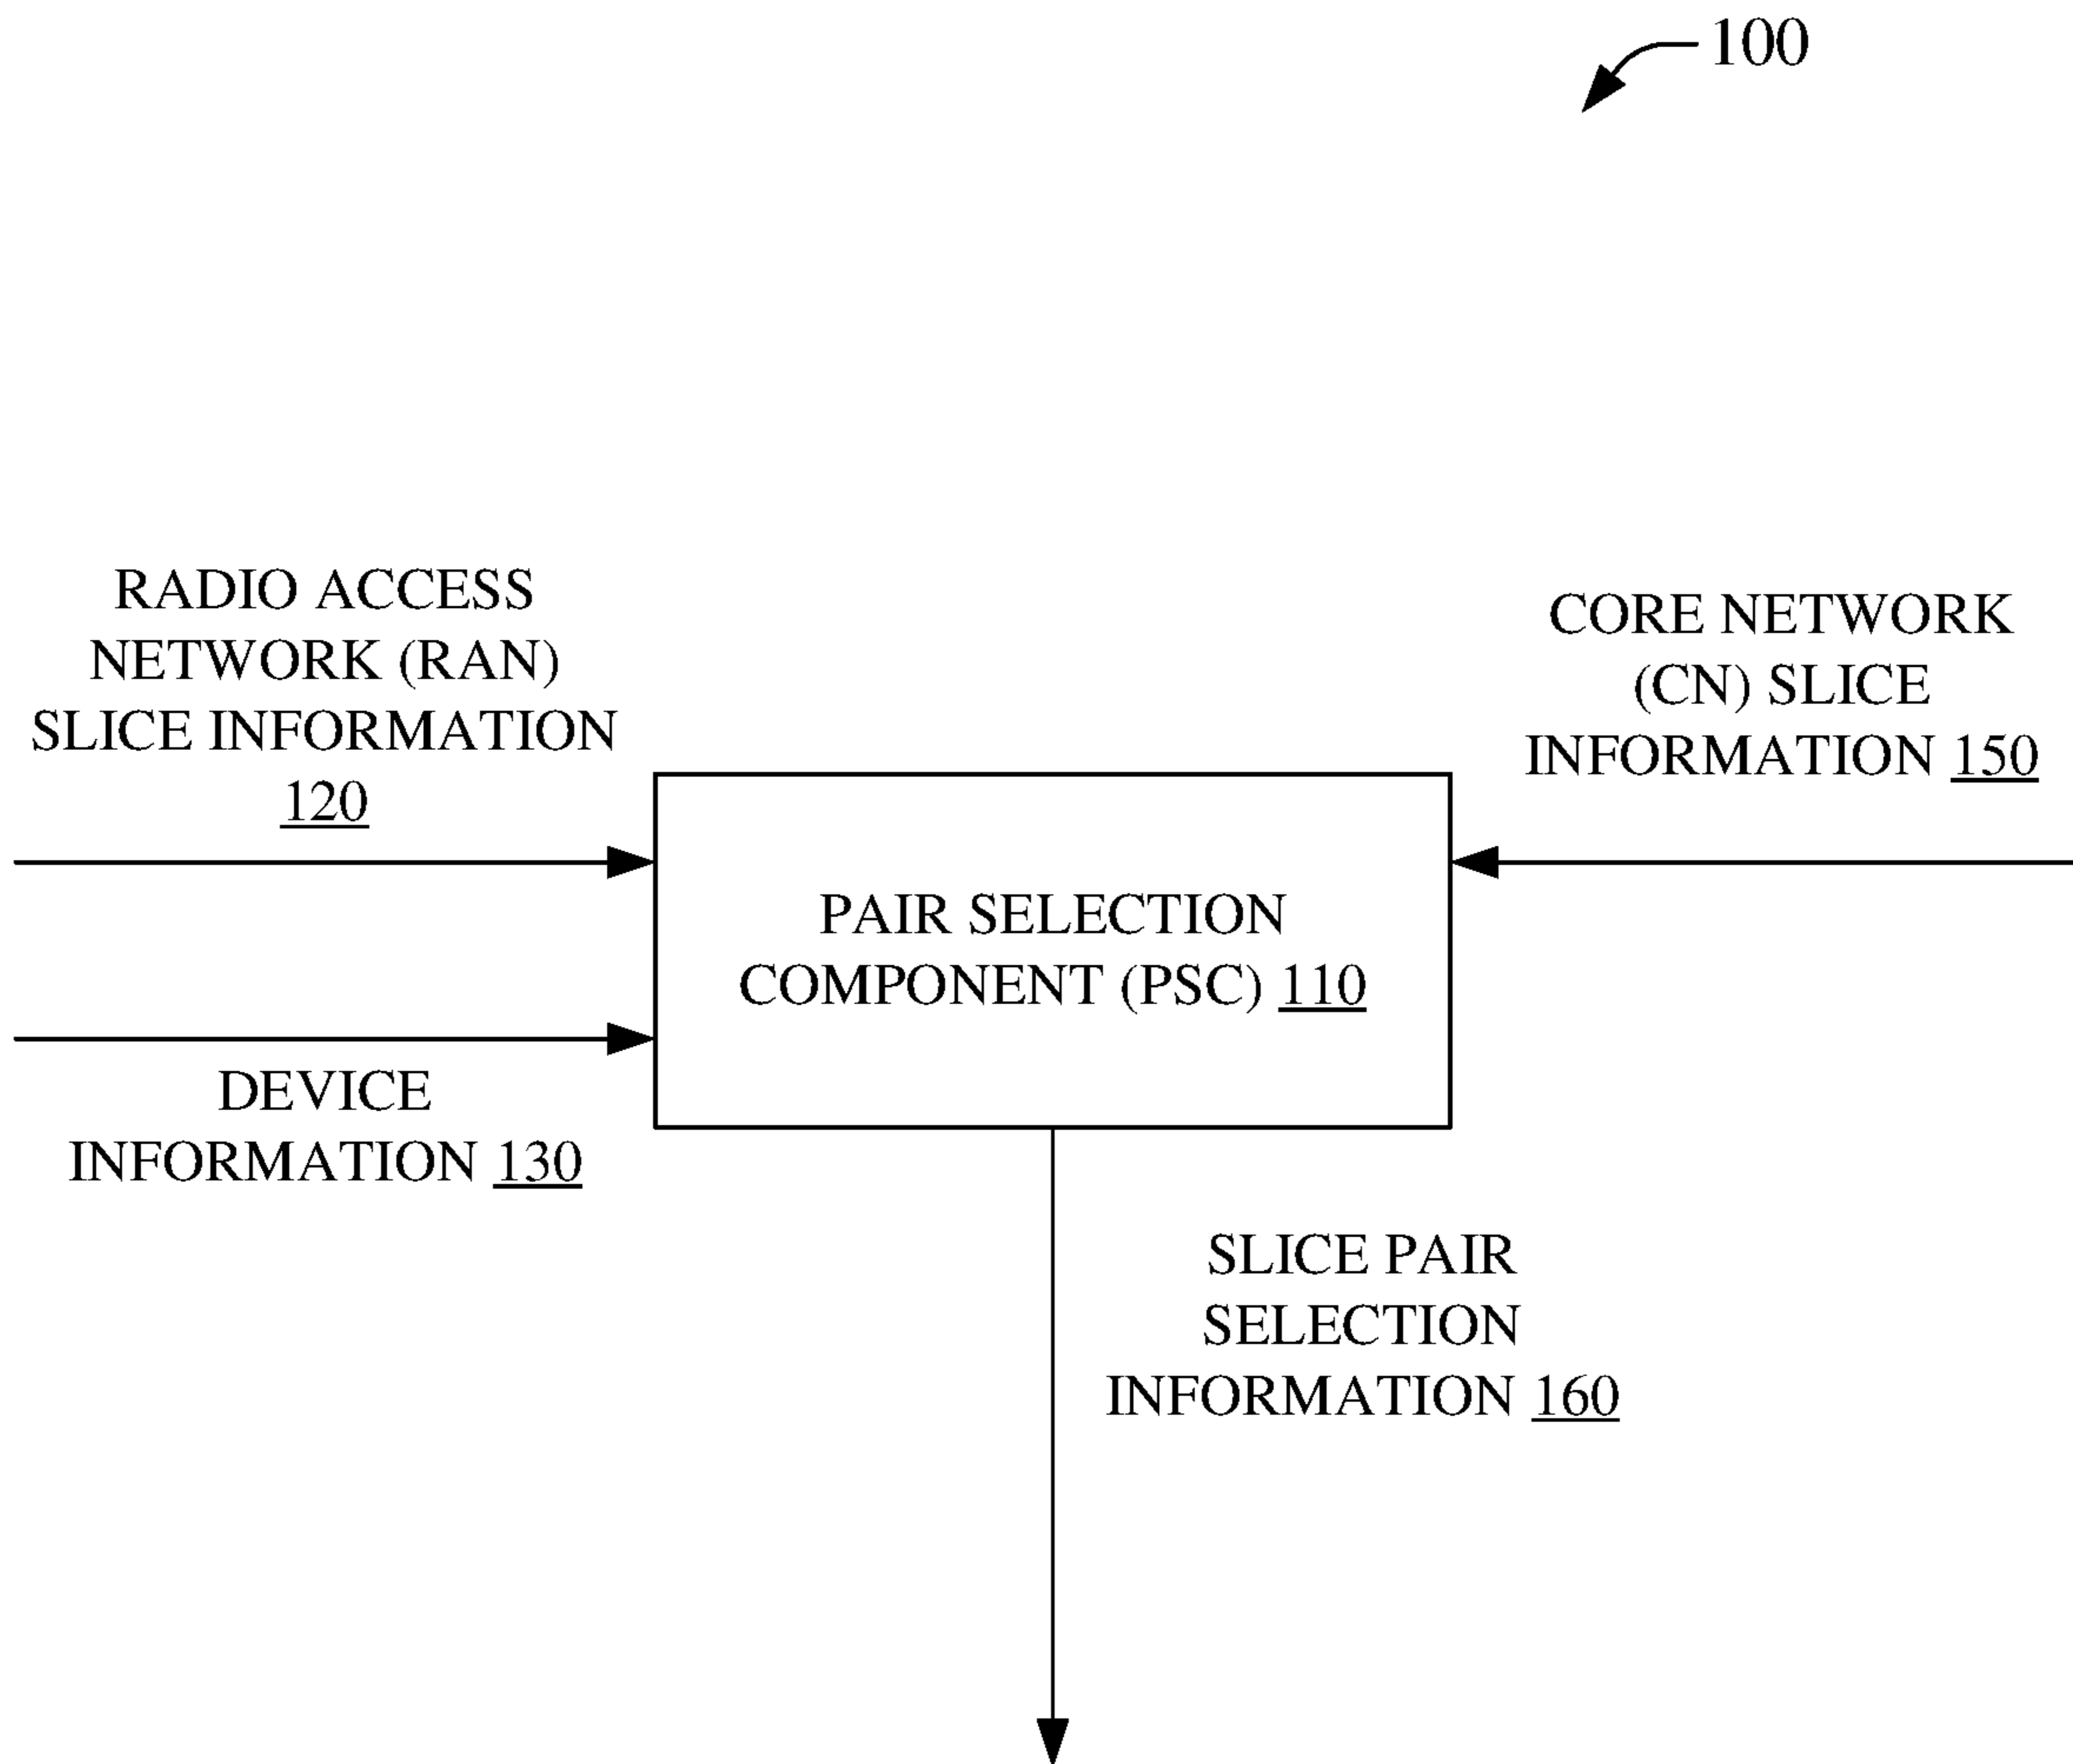 100
RADIO ACCESS
NETWORK (RAN)
SLICE INFORMATION
120
CORE NETWORK
(CN) SLICE
INFORMATION 150
PAIR SELECTION
COMPONENT (PSC) 110
DEVICE
INFORMATION 130
SLICE PAIR
SELECTION
INFORMATION 160